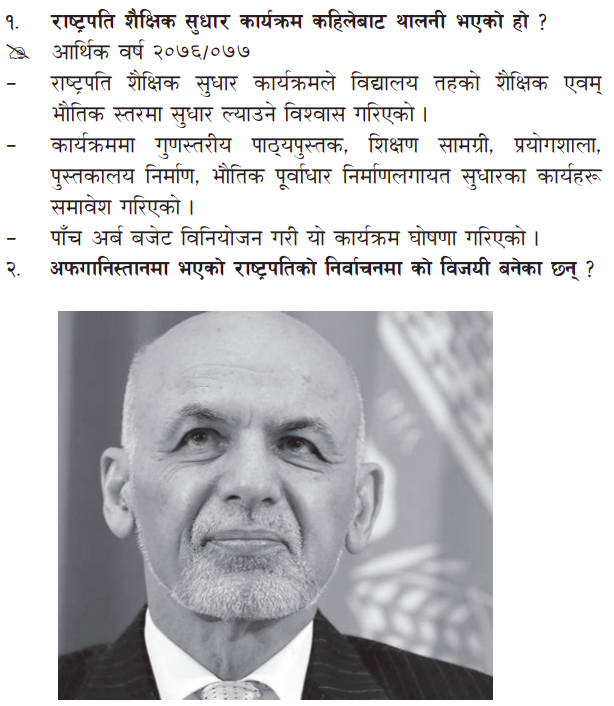 १. राष्ट्रपति शैक्षिक सुधार कार्यक्रम कहिलेबाट थालनी भएको हो ?
आर्थिक वर्ष २०७६/०७७
– राष्ट्रपति शैक्षिक सुधार कार्यक्रमले विद्यालय तहको शैक्षिक एवम्
भौतिक स्तरमा सुधार ल्याउने विश्वास गरिएको ।
– कार्यक्रममा गुणस्तरीय पाठ्यपुस्तक, शिक्षण सामग्री, प्रयोगशाला,
पुस्तकालय निर्माण, भौतिक पूर्वाधार निर्माणलगायत सुधारका कार्यहरू
समावेश गरिएको ।
– पाँच अर्ब बजेट विनियोजन गरी यो कार्यक्रम घोषणा गरिएको ।
२. अफगानिस्तानमा भएको राष्ट्रपतिको निर्वाचनमा को विजयी बनेका छन् ?